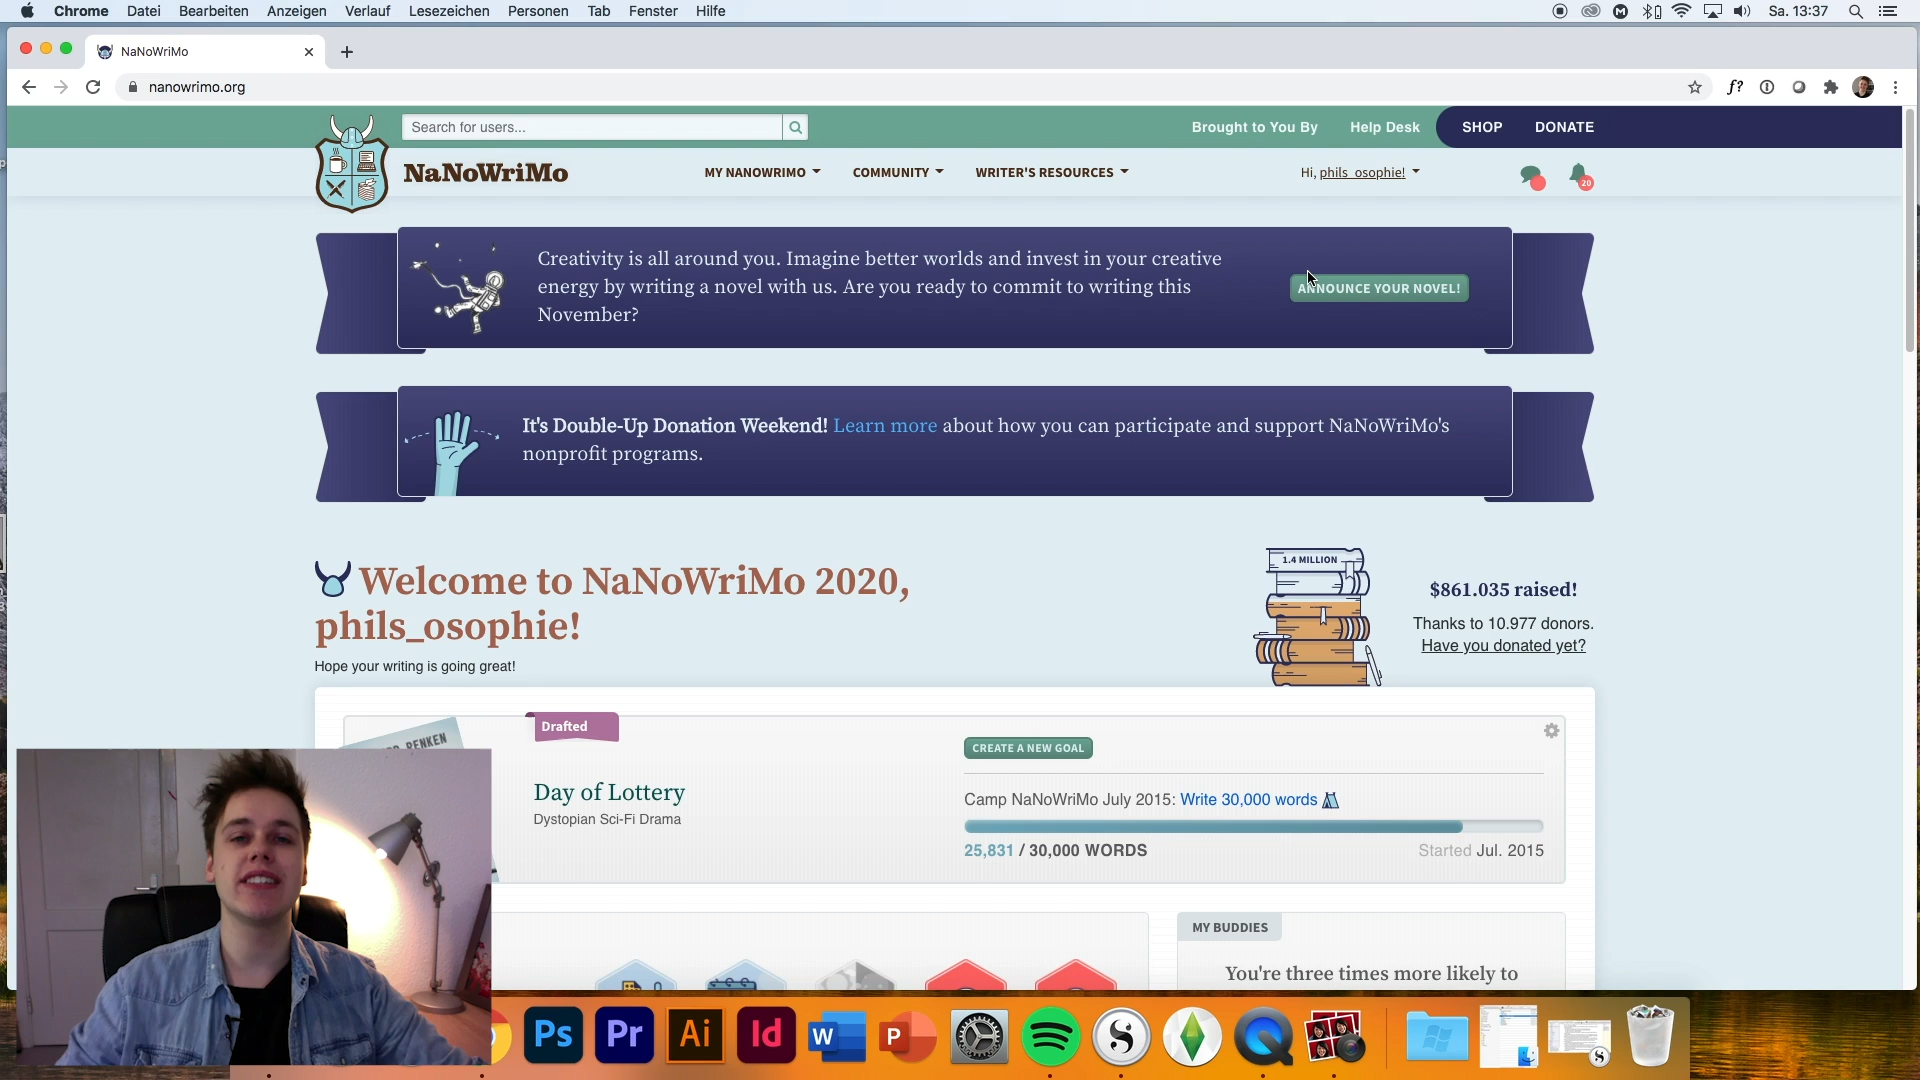 Chrome Datei Bearbeiten Anzeigen Verlauf Lesezeichen Personen Tab Fenster Hilfe
Sa. 13:37
NaNoWriMo
nanowrimo.org
f?
Search for users...
Brought to You By
Help Desk
SHOP
DONATE
NaNoWriMo
MY NANOWRIMO
COMMUNITY
WRITER'S RESOURCES
Hi, phils_osophie!
20
Creativity is all around you. Imagine better worlds and invest in your creative
energy by writing a novel with us. Are you ready to commit to writing this
November?
ANNOUNCE YOUR NOVEL!
It's Double-Up Donation Weekend! Learn more about how you can participate and support NaNoWriMo's
nonprofit programs.
Welcome to NaNoWriMo 2020,
phils_osophie!
Hope your writing is going great!
1.4 MILLION
$861.035 raised!
Thanks to 10.977 donors.
Have you donated yet?
Drafted
Day of Lottery
Dystopian Sci-Fi Drama
CREATE A NEW GOAL
Camp NaNoWriMo July 2015: Write 30,000 words
25,831 / 30,000 WORDS
Started Jul. 2015
MY BUDDIES
You're three times more likely to
Ps
Pr
Ai
Id
W
P
S